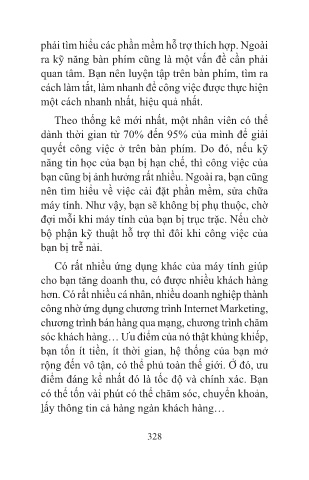 phải tìm hiểu các phần mềm hỗ trợ thích hợp. Ngoài
ra kỹ năng bàn phím cũng là một vấn đề cần phải
quan tâm. Bạn nên luyện tập trên bàn phím, tìm ra
cách làm tắt, làm nhanh để công việc được thực hiện
một cách nhanh nhất, hiệu quả nhất.
Theo thống kê mới nhất, một nhân viên có thể
dành thời gian từ 70% đến 95% của mình để giải
quyết công việc ở trên bàn phím. Do đó, nếu kỹ
năng tin học của bạn bị hạn chế, thì công việc của
bạn cũng bị ảnh hưởng rất nhiều. Ngoài ra, bạn cũng
nên tìm hiểu về việc cài đặt phần mềm, sửa chữa
máy tính. Như vậy, bạn sẽ không bị phụ thuộc, chờ
đợi mỗi khi máy tính của bạn bị trục trặc. Nếu chờ
bộ phận kỹ thuật hỗ trợ thì đôi khi công việc của
bạn bị trễ nải.
Có rất nhiều ứng dụng khác của máy tính giúp
cho bạn tăng doanh thu, có được nhiều khách hàng
hơn. Có rất nhiều cá nhân, nhiều doanh nghiệp thành
công nhờ ứng dụng chương trình Internet Marketing,
chương trình bán hàng qua mạng, chương trình chăm
sóc khách hàng… Ưu điểm của nó thật khủng khiếp,
bạn tốn ít tiền, ít thời gian, hệ thống của bạn mở
rộng đến vô tận, có thể phủ toàn thế giới. Ở đó, ưu
điểm đáng kể nhất đó là tốc độ và chính xác. Bạn
có thể tốn vài phút có thể chăm sóc, chuyển khoản,
lấy thông tin cả hàng ngàn khách hàng…
328